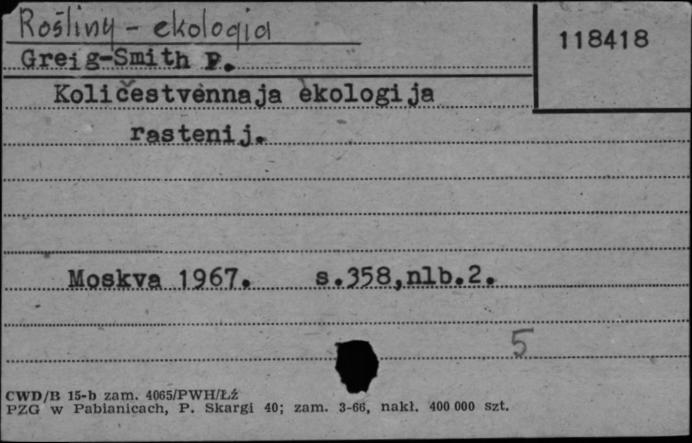 Rośliny - ekologia
118418
Greig-Smith P.
Količestvennaja èkologija
rastenij.
Moskva 1967. s.358,nlb.2.
5
CWD/B 15-b zam. 4065/PWH/Łź
PZG w Pabianicach, P. Skargi 40; zam. 3-66, nakł. 400 000 szt.